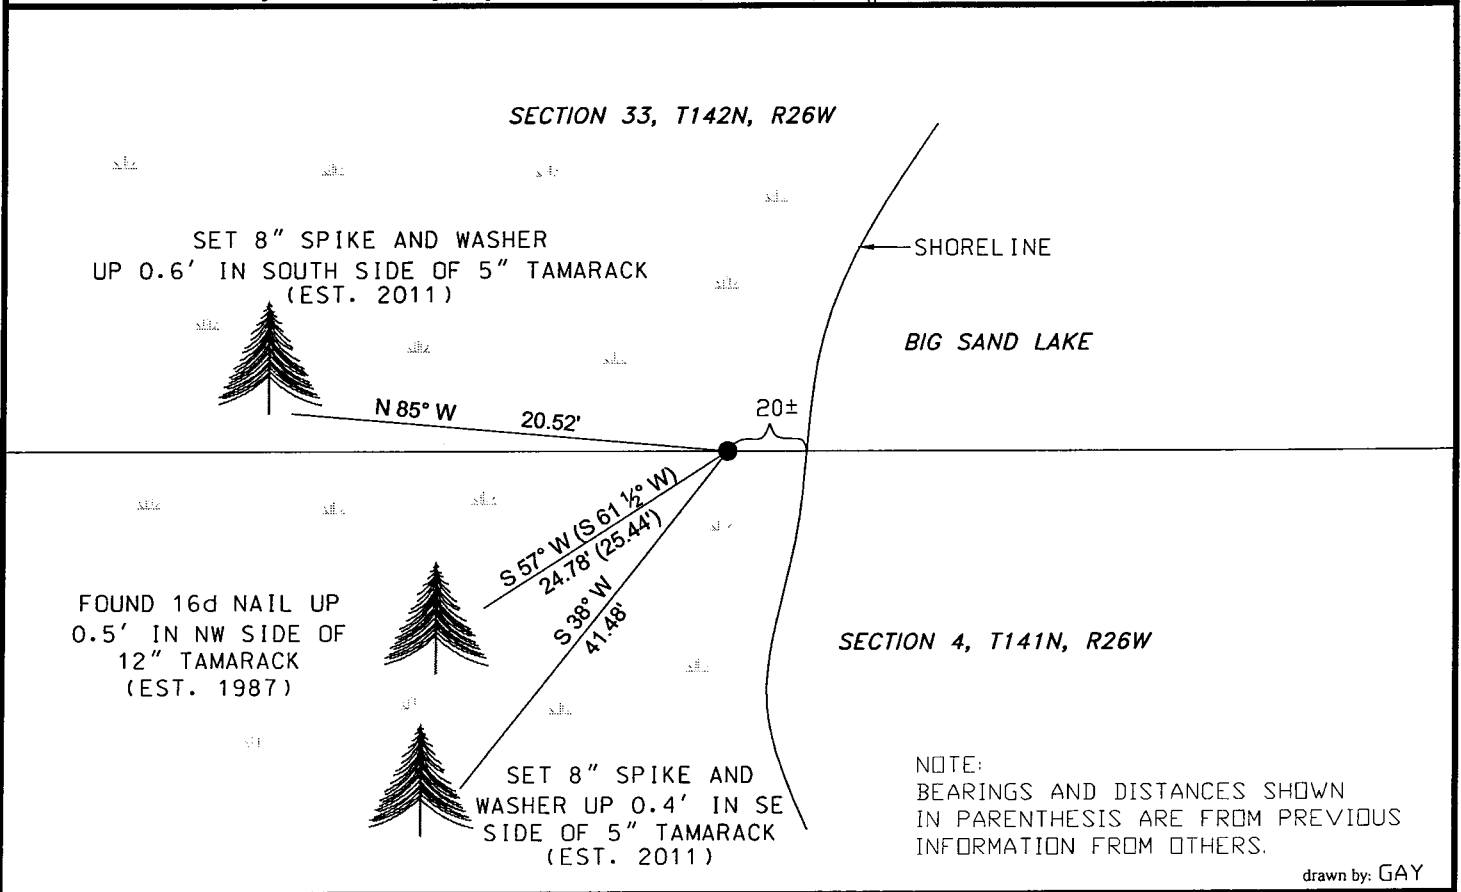 SECTION 33, T142N, R26W
SET 8" SPIKE AND WASHER
UP 0.6' IN SOUTH SIDE OF 5" TAMARACK
(EST. 2011)
SHORELINE
BIG SAND LAKE
N 85° W 20.52'
20±
S 57° W (S 61 ½° W)
24.78' (25.44')
S 38° W
41.48'
FOUND 16d NAIL UP
0.5' IN NW SIDE OF
12" TAMARACK
(EST. 1987)
SECTION 4, T141N, R26W
SET 8" SPIKE AND
WASHER UP 0.4' IN SE
SIDE OF 5" TAMARACK
(EST. 2011)
NOTE:
BEARINGS AND DISTANCES SHOWN
IN PARENTHESIS ARE FROM PREVIOUS
INFORMATION FROM OTHERS.
drawn by: GAY